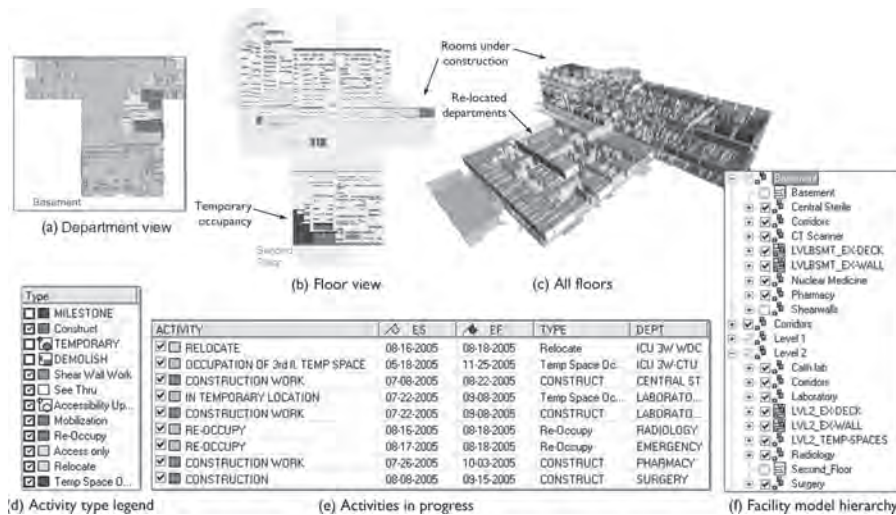 Rooms under
construction
Re-located
departments
Basement
(a) Department view
Temporary
occupancy
Second
Floor
(b) Floor view
(c) All floors
Type
MILESTONE
Construct
TEMPORARY
DEMOLISH
Shear Wall Work
See Thru
Accessibility Up...
Mobilization
Re-Occupy
Access only
Relocate
Temp Space O...
(d) Activity type legend
ACTIVITY ES EF TYPE DEPT
RELOCATE 08-16-2005 08-18-2005 Relocate ICU 3W WDC
OCCUPATION OF 3rd IL TEMP SPACE 05-18-2005 11-25-2005 Temp Space Oc.. ICU 3W-CTU
CONSTRUCTION WORK 07-08-2005 08-22-2005 CONSTRUCT CENTRAL ST
IN TEMPORARY LOCATION 07-22-2005 09-08-2005 Temp Space Oc... LABORATO...
CONSTRUCTION WORK 07-22-2005 09-08-2005 CONSTRUCT LABORATO...
RE-OCCUPY 08-16-2005 08-18-2005 Re-Occupy RADIOLOGY
RE-OCCUPY 08-17-2005 08-18-2005 Re-Occupy EMERGENCY
CONSTRUCTION WORK 07-26-2005 10-03-2005 CONSTRUCT PHARMACY
CONSTRUCTION 08-08-2005 09-15-2005 CONSTRUCT SURGERY
(e) Activities in progress
Basement
Basement
Central Sterile
Corridors
CT Scanner
LVLBSMT_EX-DECK
LVLBSMT_EX-WALL
Nuclear Medicine
Pharmacy
Shearwalls
Corridors
Level 1
Level 2
Cath lab
Corridors
Laboratory
LVL2_EX-DECK
LVL2_EX-WALL
LVL2_TEMP-SPACES
Radiology
Second_Floor
Surgery
(f) Facility model hierarchy